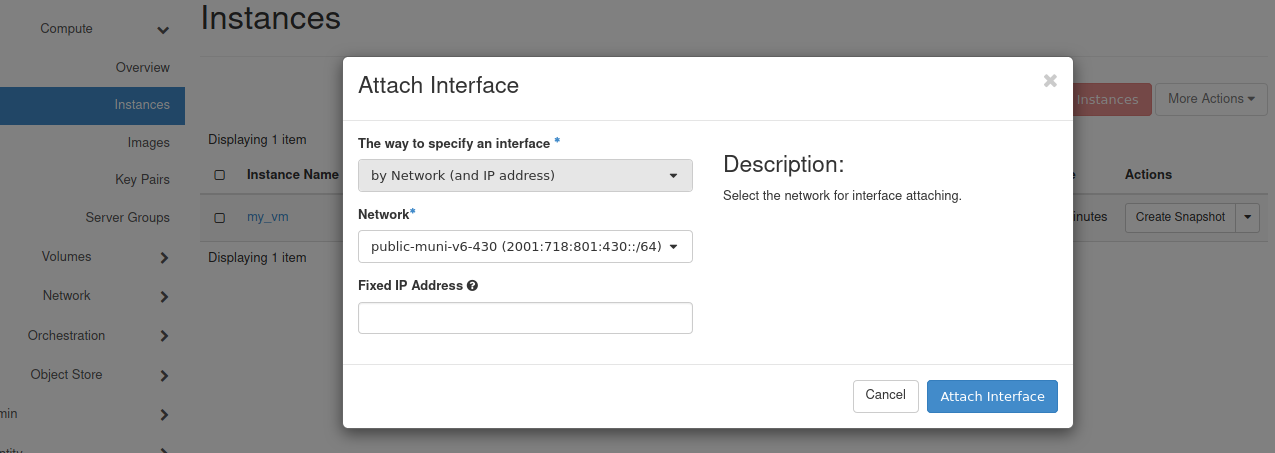 Instances
Compute
Overview
Instances
Images
Key Pairs
Server Groups
Volumes
Network
Orchestration
Object Store
min
Instances
More Actions
Displaying 1 item
Instance Name
Actions
my_vm
inutes
Create Snapshot
Displaying 1 item
Attach Interface
The way to specify an interface *
by Network (and IP address)
Network*
public-muni-v6-430 (2001:718:801:430::/64)
Fixed IP Address
Description:
Select the network for interface attaching.
Cancel
Attach Interface